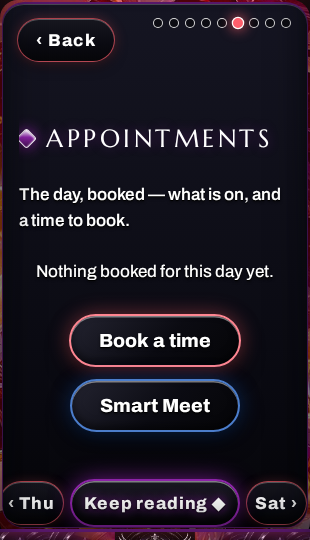 ‹ Back
APPOINTMENTS
The day, booked — what is on, and
a time to book.
Nothing booked for this day yet.
Book a time
Smart Meet
‹ Thu
Keep reading ◆
Sat ›